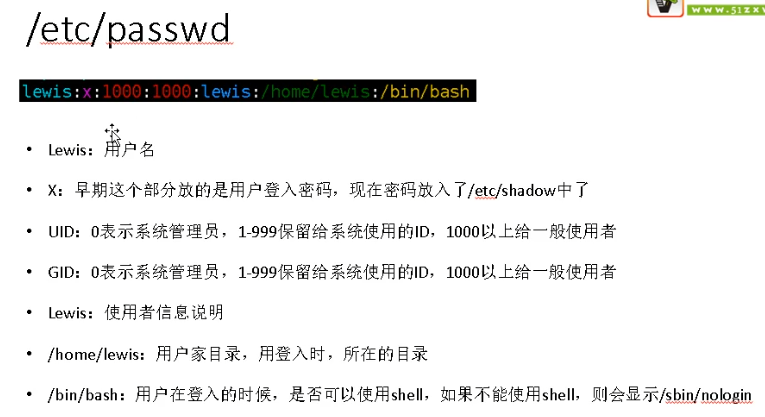 www.51zxw
/etc/passwd
lewis:x:1000:1000:lewis:/home/lewis:/bin/bash
• Lewis：用户名
• X：早期这个部分放的是用户登入密码，现在密码放入了/etc/shadow中了
• UID：0表示系统管理员，1-999保留给系统使用的ID，1000以上给一般使用者
• GID：0表示系统管理员，1-999保留给系统使用的ID，1000以上给一般使用者
• Lewis：使用者信息说明
• /home/lewis：用户家目录，用登入时，所在的目录
• /bin/bash：用户在登入的时候，是否可以使用shell，如果不能使用shell，则会显示/sbin/nologin